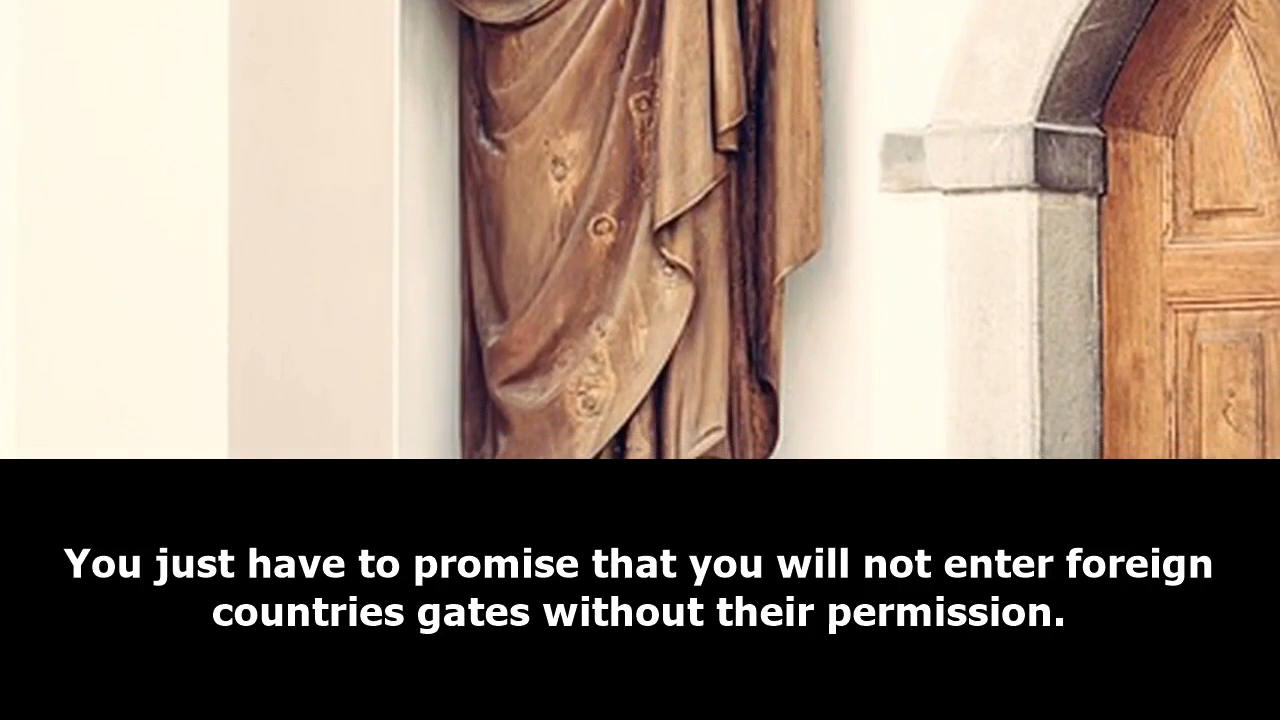 You just have to promise that you will not enter foreign
countries gates without their permission.